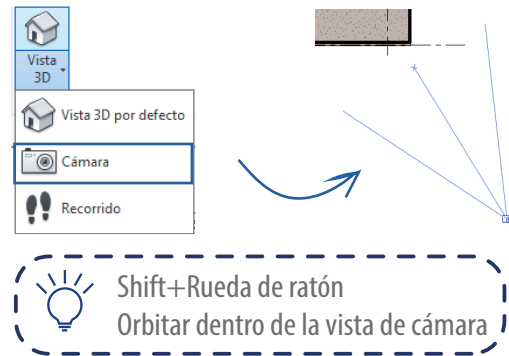 Vista
3D
Vista 3D por defecto
Cámara
Recorrido
Shift+Rueda de ratón
Orbitar dentro de la vista de cámara